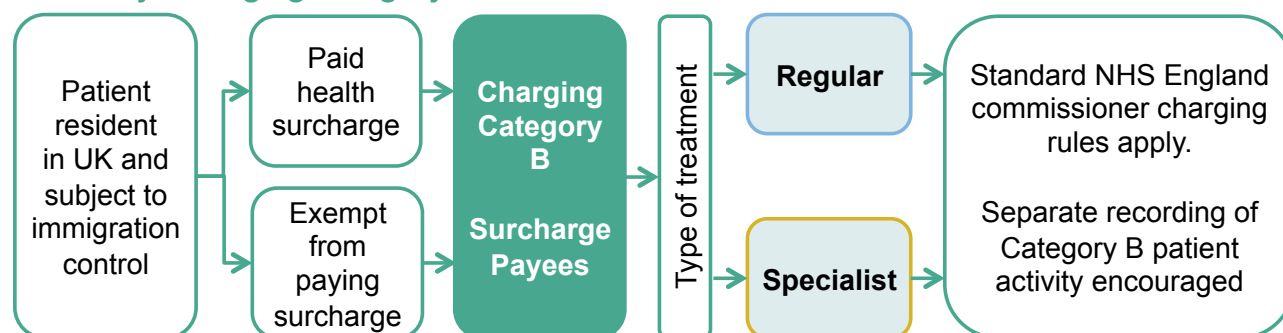 Patient
resident
in UK and
subject to
immigration
control
Paid
health
surcharge
Exempt
from
paying
surcharge
Charging
Category
B
Surcharge
Payees
Type of treatment
Regular
Specialist
Standard NHS England
commissioner charging
rules apply.
Separate recording of
Category B patient
activity encouraged